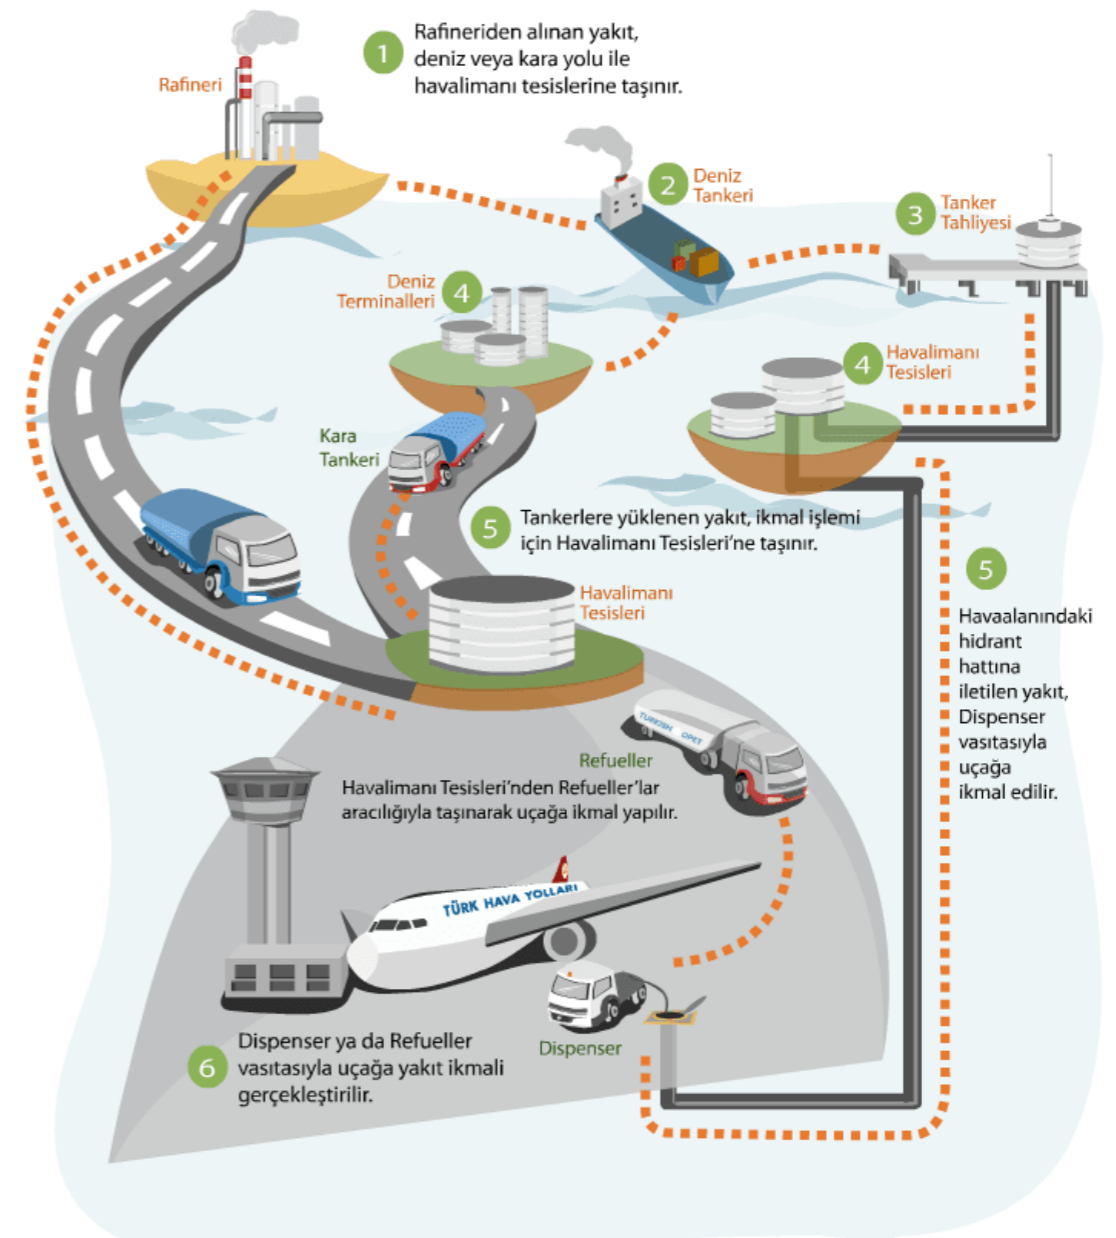 1
Rafineriden alınan yakıt,
deniz veya kara yolu ile
havalimanı tesislerine taşınır.
Rafineri
2
Deniz
Tankeri
3
Tanker
Tahliyesi
Deniz
Terminalleri
4
4
Havalimanı
Tesisleri
Kara
Tankeri
5
Tankerlere yüklenen yakıt, ikmal işlemi
için Havalimanı Tesisleri'ne taşınır.
5
Havaalanındaki
hidrant
hattına
iletilen yakıt,
Dispenser
vasıtasıyla
uçağa
ikmal edilir.
Havalimanı
Tesisleri
TURKISH OPET
Refueller
Havalimanı Tesisleri'nden Refueller'lar
aracılığıyla taşınarak uçağa ikmal yapılır.
TÜRK HAVA YOLLARI
Dispenser
6
Dispenser ya da Refueller
vasıtasıyla uçağa yakıt ikmali
gerçekleştirilir.